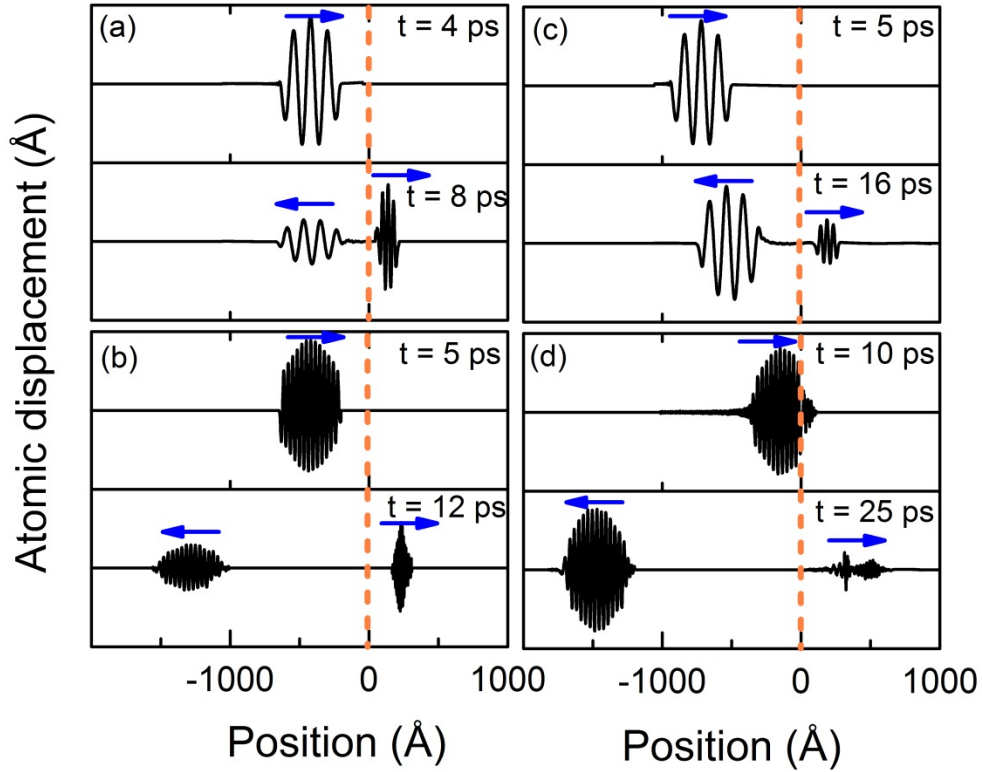 Atomic displacement (Å)
(a)
t = 4 ps
t = 8 ps
(b)
t = 5 ps
t = 12 ps
-1000
0
1000
Position (Å)
(c)
t = 5 ps
t = 16 ps
(d)
t = 10 ps
t = 25 ps
-1000
0
1000
Position (Å)